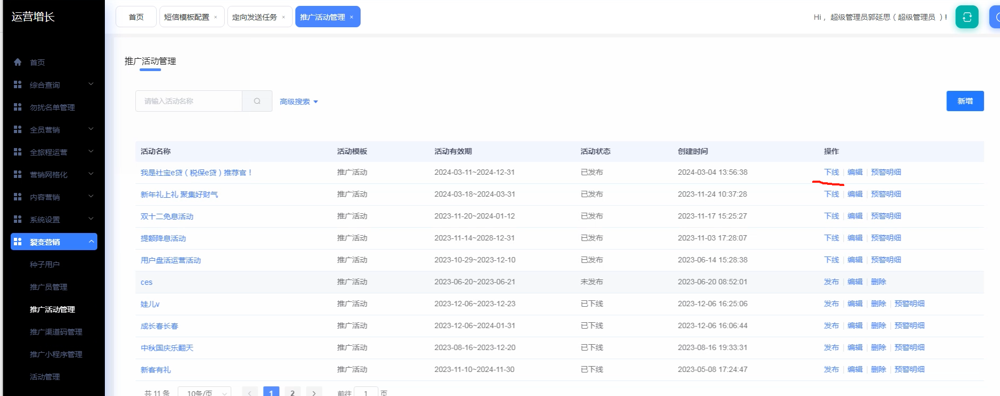 运营增长
首页
短信模板配置 ×
定向发送任务 ×
推广活动管理 ×
Hi ，超级管理员郭延思（超级管理员 ）!
首页
综合查询
勿扰名单管理
全员营销
全旅程运营
营销网格化
内容营销
系统设置
裂变营销
种子用户
推广员管理
推广活动管理
推广渠道码管理
推广小程序管理
活动管理
推广活动管理
请输入活动名称
高级搜索
新增
活动名称 活动模板 活动有效期 活动状态 创建时间 操作
我是社宝e贷（税保e贷）推荐官！ 推广活动 2024-03-11~2024-12-31 已发布 2024-03-04 13:56:38 下线 编辑 预警明细
新年礼上礼 聚集好财气 推广活动 2024-03-18~2024-03-31 已发布 2023-11-24 10:37:28 下线 编辑 预警明细
双十二免息活动 推广活动 2023-11-20~2024-01-12 已发布 2023-11-17 15:25:27 下线 编辑 预警明细
提额降息活动 推广活动 2023-11-14~2028-12-31 已发布 2023-11-03 17:28:07 下线 编辑 预警明细
用户盘活运营活动 推广活动 2023-10-29~2023-12-10 已发布 2023-06-14 15:28:38 下线 编辑 预警明细
ces 推广活动 2023-06-20~2023-06-21 未发布 2023-06-20 08:52:01 发布 编辑 删除
娃儿v 推广活动 2023-12-06~2023-12-23 已下线 2023-12-06 16:25:06 发布 编辑 删除 预警明细
成长春长春 推广活动 2023-12-06~2024-01-31 已下线 2023-12-06 16:06:44 发布 编辑 删除 预警明细
中秋国庆乐翻天 推广活动 2023-08-16~2023-12-20 已下线 2023-08-16 19:33:31 发布 编辑 删除 预警明细
新客有礼 推广活动 2023-11-10~2024-11-30 已下线 2023-05-08 17:24:47 发布 编辑 删除 预警明细
共 11 条 10条/页 1 2 前往 1 页